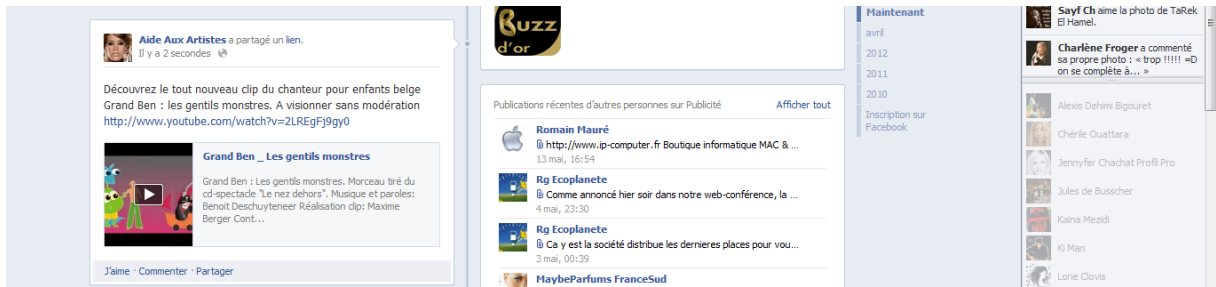 Aide Aux Artistes a partagé un lien.
Il y a 2 secondes
Découvrez le tout nouveau clip du chanteur pour enfants belge
Grand Ben : les gentils monstres. A visionner sans modération
http://www.youtube.com/watch?v=2LREgFj9gy0
Grand Ben _ Les gentils monstres
Grand Ben : Les gentils monstres. Morceau tiré du
cd-spectacle "Le nez dehors". Musique et paroles:
Benoit Deschuyteneer Réalisation clip: Maxime
Berger Cont...
J'aime · Commenter · Partager
Buzz
d'or
Publications récentes d'autres personnes sur Publicité
Afficher tout
Romain Mauré
http://www.ip-computer.fr Boutique informatique MAC & ...
13 mai, 16:54
Rg Ecoplanete
Comme annoncé hier soir dans notre web-conférence, la ...
4 mai, 23:30
Rg Ecoplanete
Ca y est la société distribue les dernieres places pour vou...
3 mai, 00:39
MaybeParfums FranceSud
Maintenant
avril
2012
2011
2010
Inscription sur
Facebook
Sayf Ch aime la photo de TaRek
El Hamel.
Charlène Froger a commenté
sa propre photo : « trop !!!!! =D
on se complète à... »
Alexis Dehimi Bigouret
Chérile Ouattara
Jennyfer Chachat Profil Pro
Jules de Busscher
Kaina Mezidi
Ki Man
Lorie Clovis